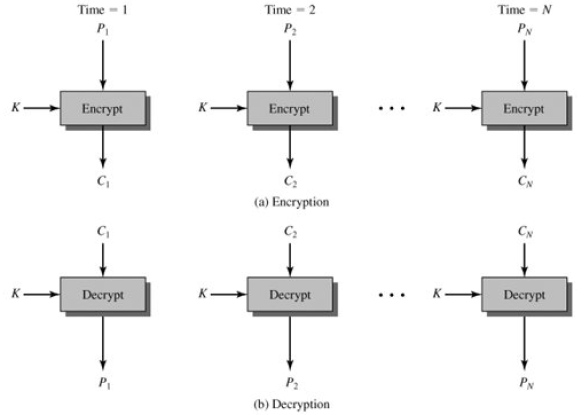 Time = 1 Time = 2 Time = N
P1 P2 PN
K Encrypt K Encrypt • • • K Encrypt
C1 C2 CN
(a) Encryption
C1 C2 CN
K Decrypt K Decrypt • • • K Decrypt
P1 P2 PN
(b) Decryption